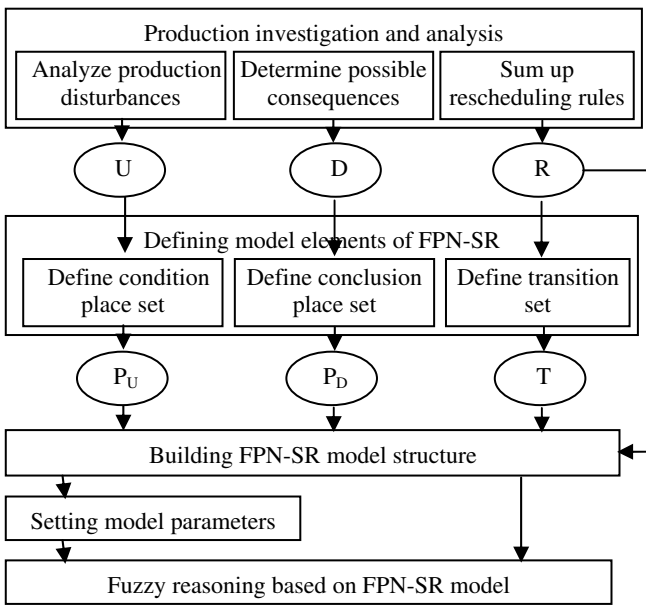 Production investigation and analysis
Analyze production
disturbances
Determine possible
consequences
Sum up
rescheduling rules
U
D
R
Defining model elements of FPN-SR
Define condition
place set
Define conclusion
place set
Define transition
set
P_U
P_D
T
Building FPN-SR model structure
Setting model parameters
Fuzzy reasoning based on FPN-SR model